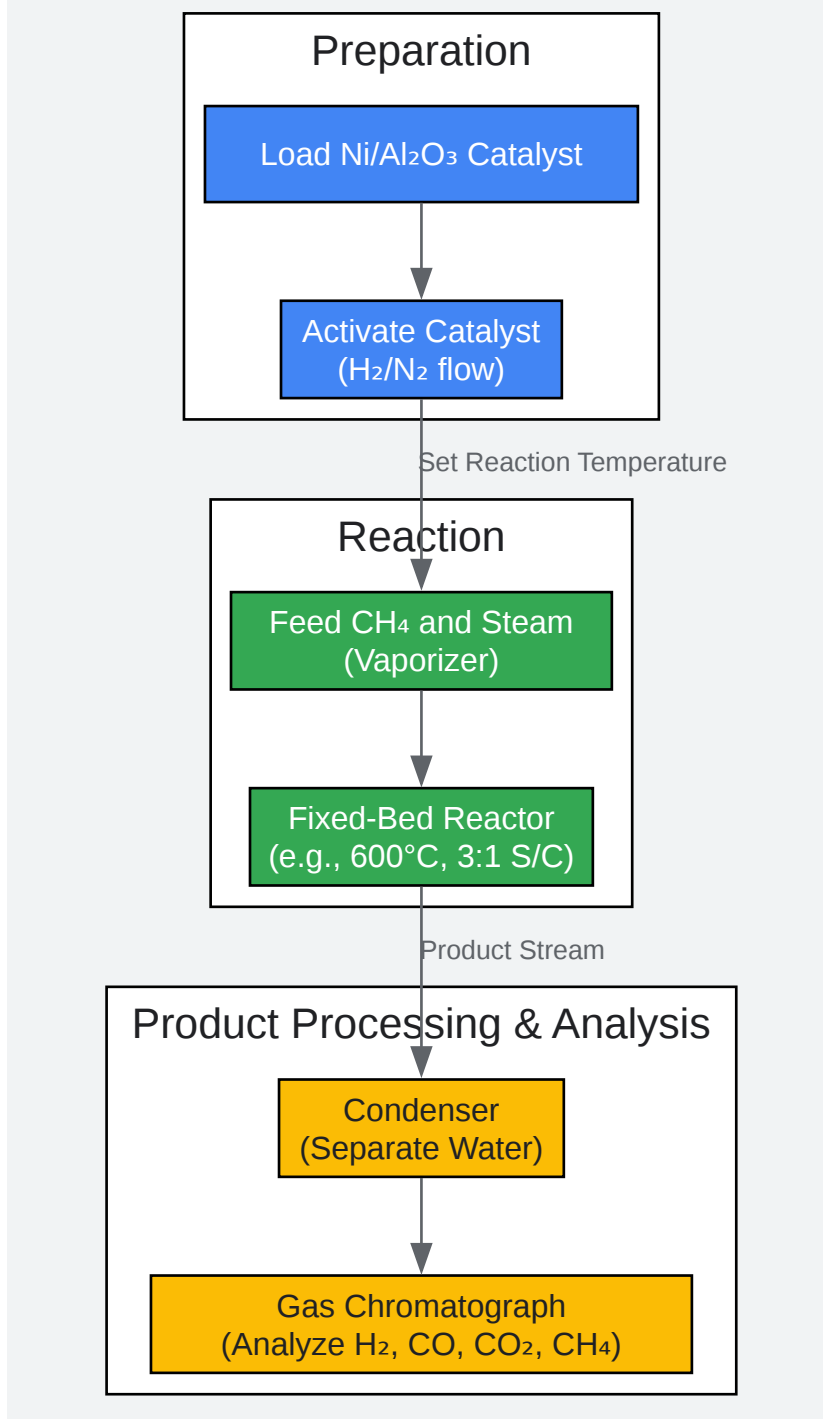 Preparation
Load Ni/Al₂O₃ Catalyst
Activate Catalyst
(H₂/N₂ flow)
Set Reaction Temperature
Reaction
Feed CH₄ and Steam
(Vaporizer)
Fixed-Bed Reactor
(e.g., 600°C, 3:1 S/C)
Product Stream
Product Processing & Analysis
Condenser
(Separate Water)
Gas Chromatograph
(Analyze H₂, CO, CO₂, CH₄)